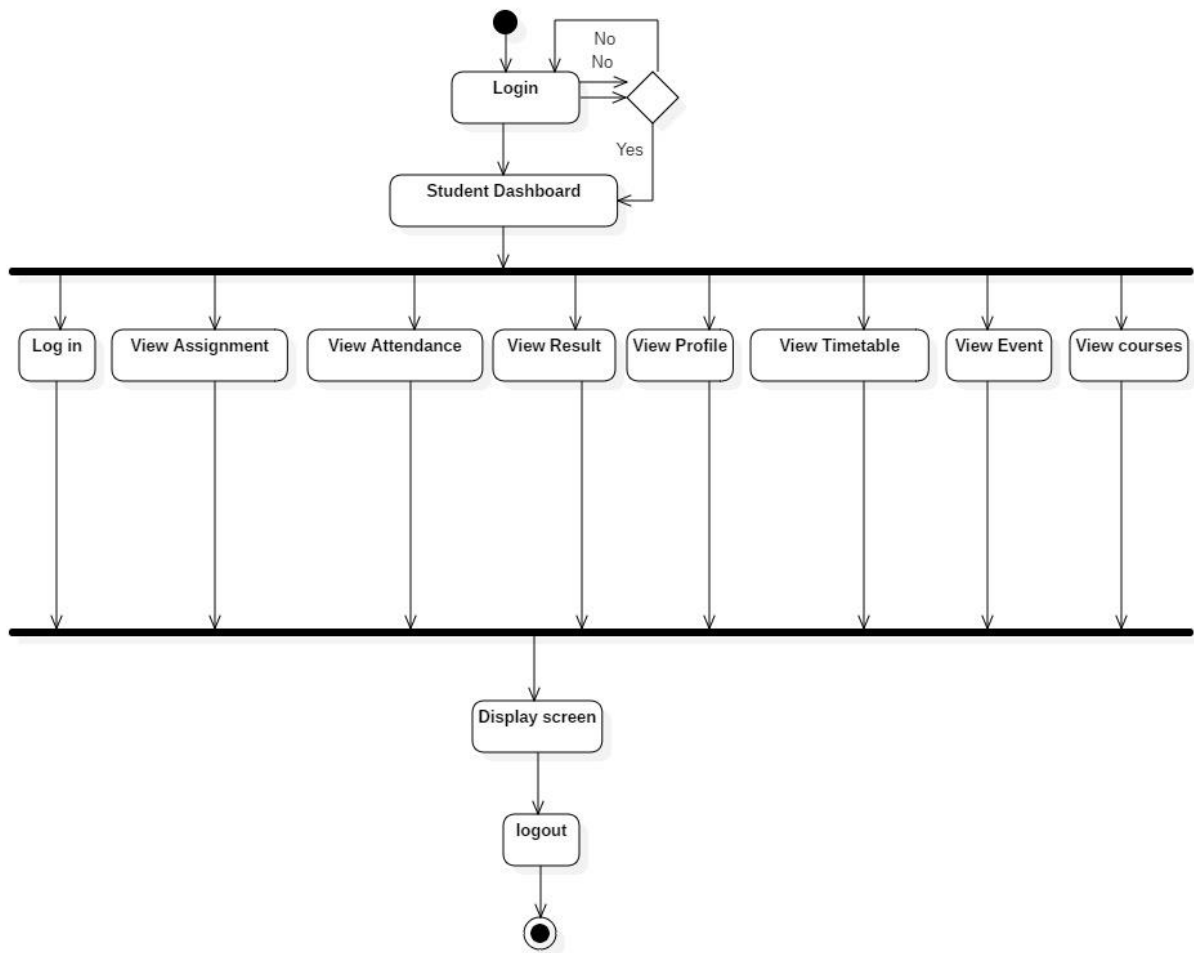 No
No
Login
Yes
Student Dashboard
Log in
View Assignment
View Attendance
View Result
View Profile
View Timetable
View Event
View courses
Display screen
logout